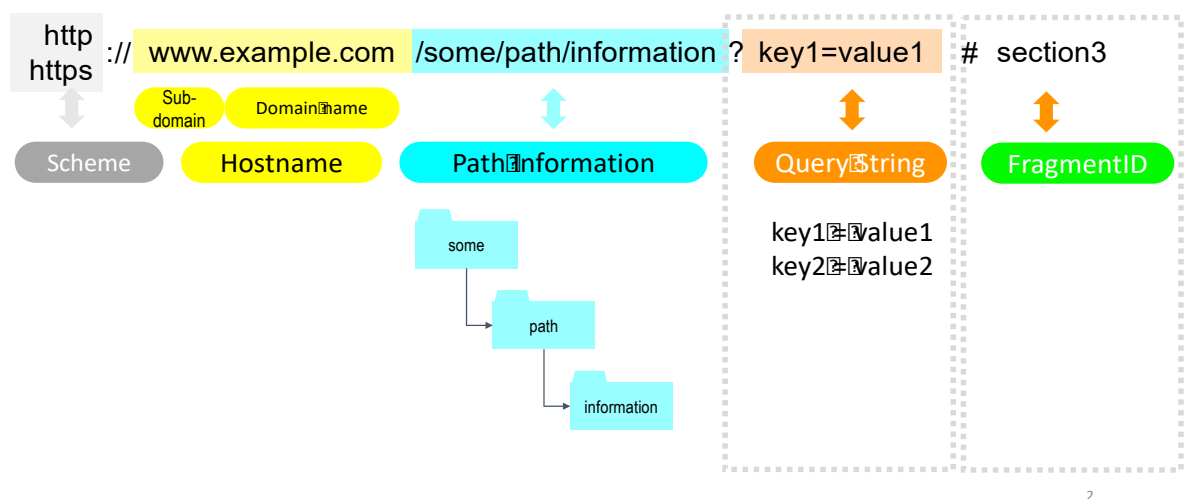 http
https
:// www.example.com /some/path/information ? key1=value1 # section3
Sub-
domain
Domain name
Scheme
Hostname
Path Information
Query String
FragmentID
key1 = value1
key2 = value2
some
path
information
2